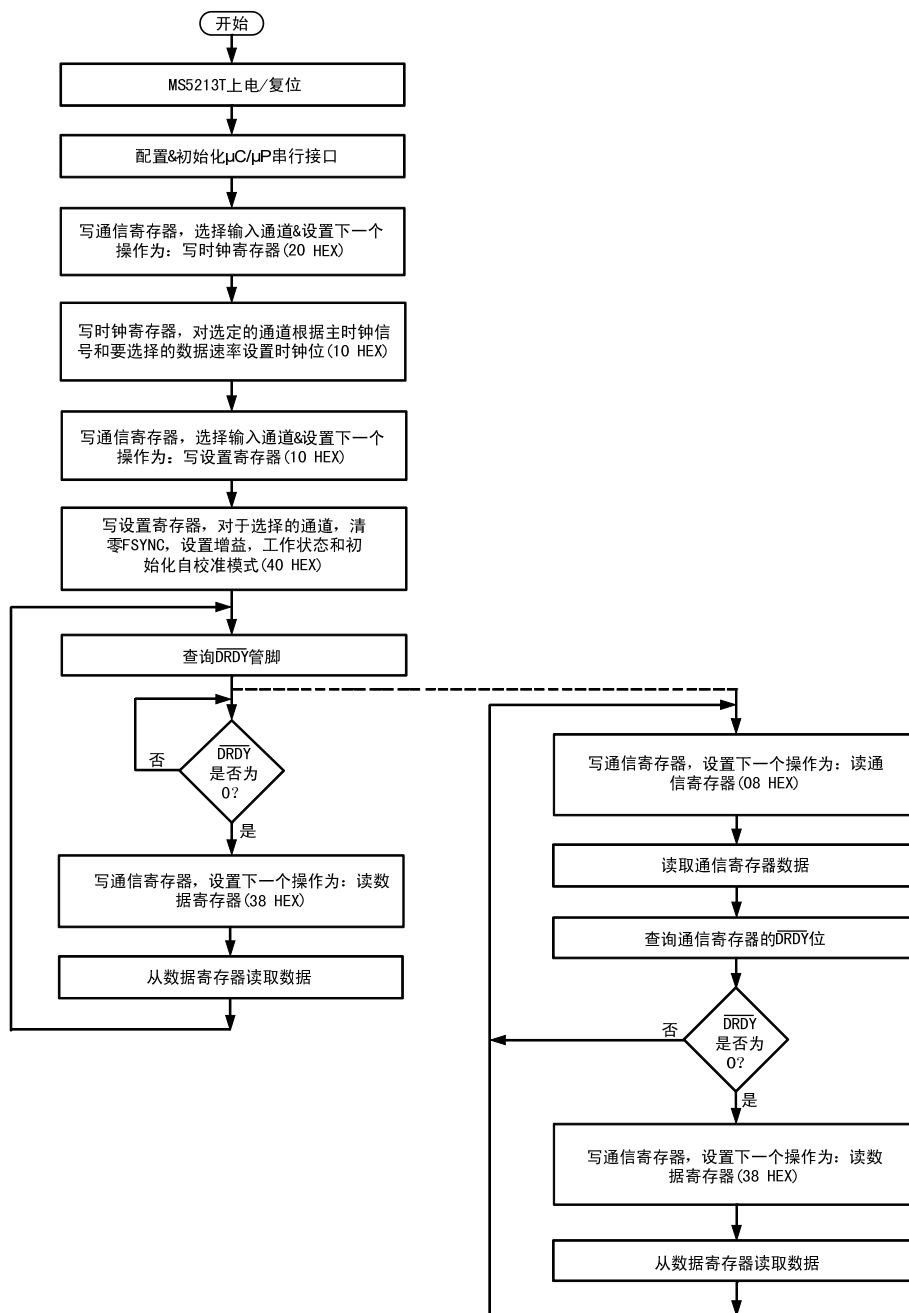 开始
MS5213T上电/复位
配置&初始化μC/μP串行接口
写通信寄存器，选择输入通道&设置下一个
操作为：写时钟寄存器(20 HEX)
写时钟寄存器，对选定的通道根据主时钟信
号和要选择的数据速率设置时钟位(10 HEX)
写通信寄存器，选择输入通道&设置下一个
操作为：写设置寄存器(10 HEX)
写设置寄存器，对于选择的通道，清
零FSYNC，设置增益，工作状态和初
始化自校准模式(40 HEX)
查询D̅R̅D̅Y̅管脚
否
D̅R̅D̅Y̅
是否为
0?
是
写通信寄存器，设置下一个操作为：读数
据寄存器(38 HEX)
从数据寄存器读取数据
写通信寄存器，设置下一个操作为：读通
信寄存器(08 HEX)
读取通信寄存器数据
查询通信寄存器的D̅R̅D̅Y̅位
否
D̅R̅D̅Y̅
是否为
0?
是
写通信寄存器，设置下一个操作为：读数
据寄存器(38 HEX)
从数据寄存器读取数据